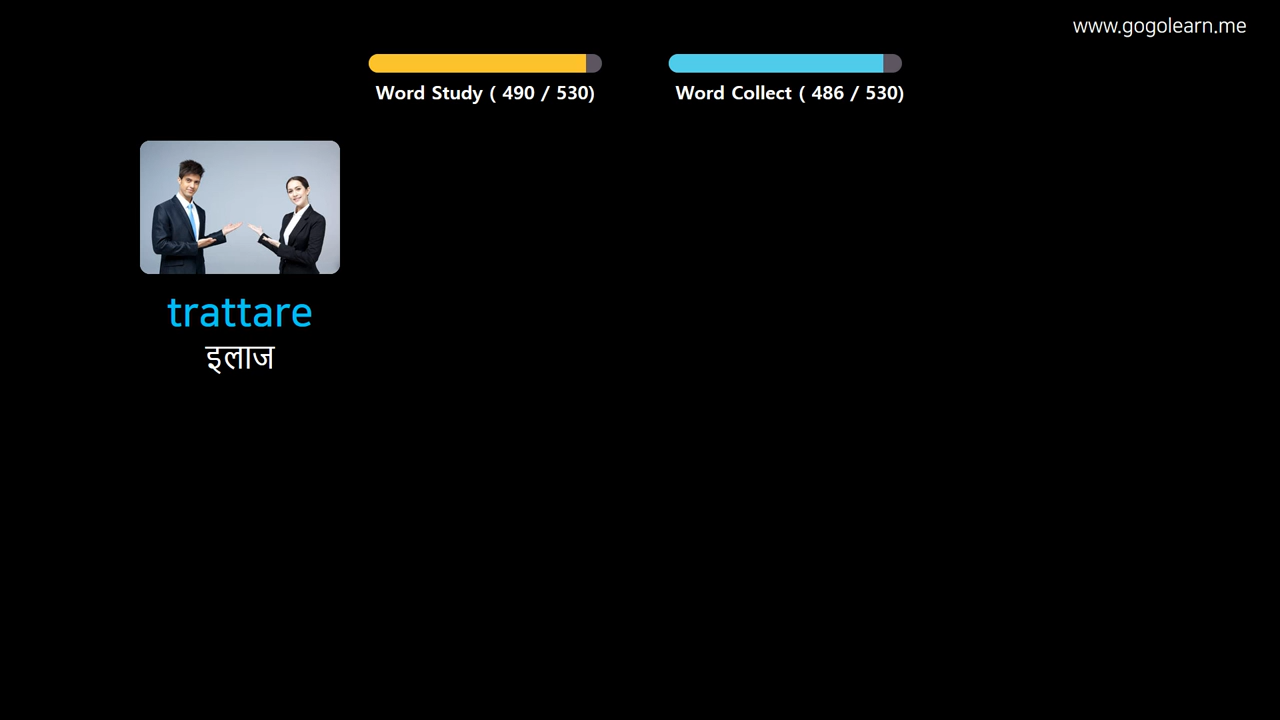 www.gogolearn.me
Word Study ( 490 / 530)
Word Collect ( 486 / 530)
trattare
इलाज